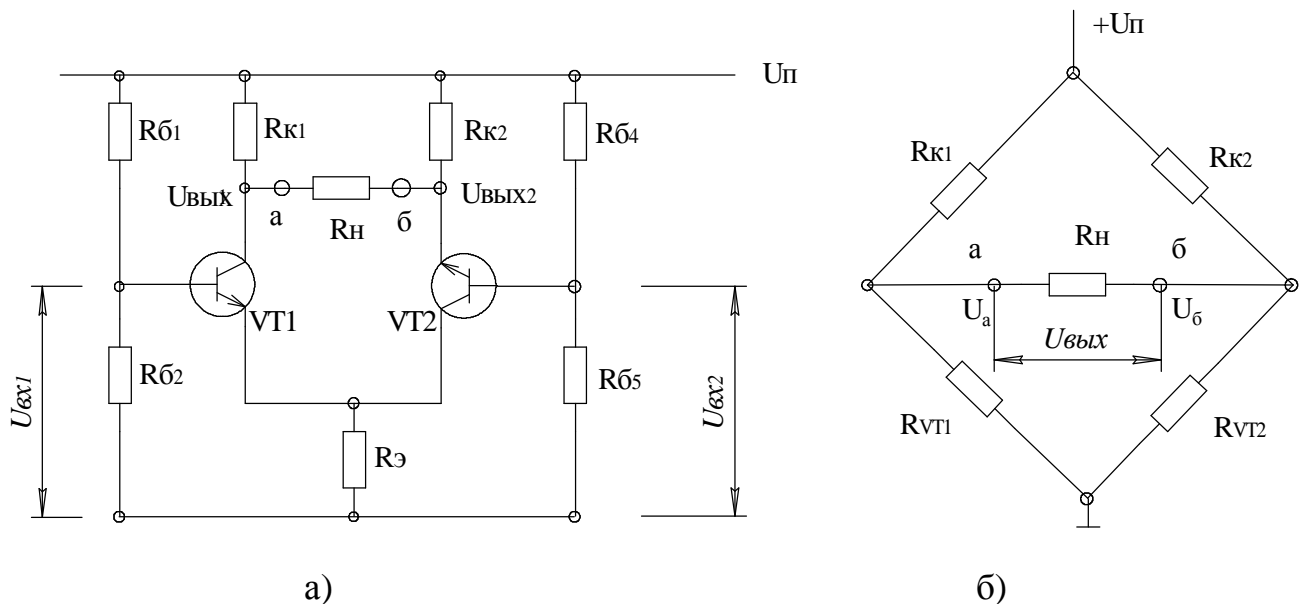 +Uп
Uп
Rб1
Rк1
Rк2
Rб4
Rк1
Rк2
Uвых
Uвых2
а
б
Rн
а
б
Rн
Uа
Uб
Uвых
VT1
VT2
Uвх1
Rб2
Rб5
Uвх2
Rэ
RVT1
RVT2
а)
б)